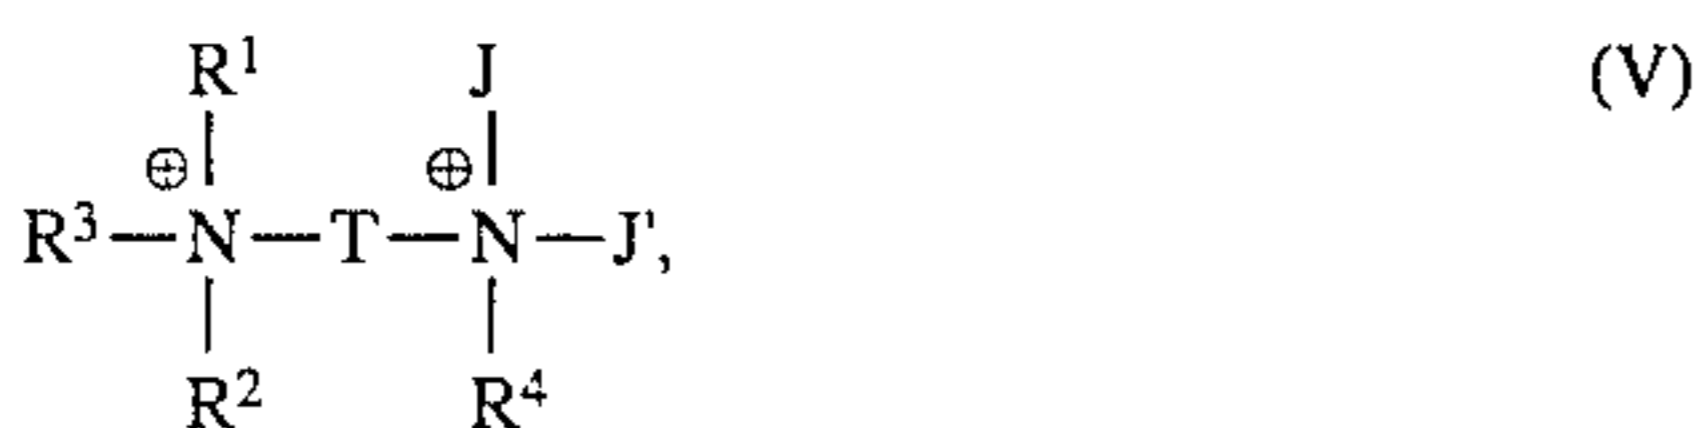 R¹ J (V)
⊕ ⊕
R³—N—T—N—J',
R² R⁴